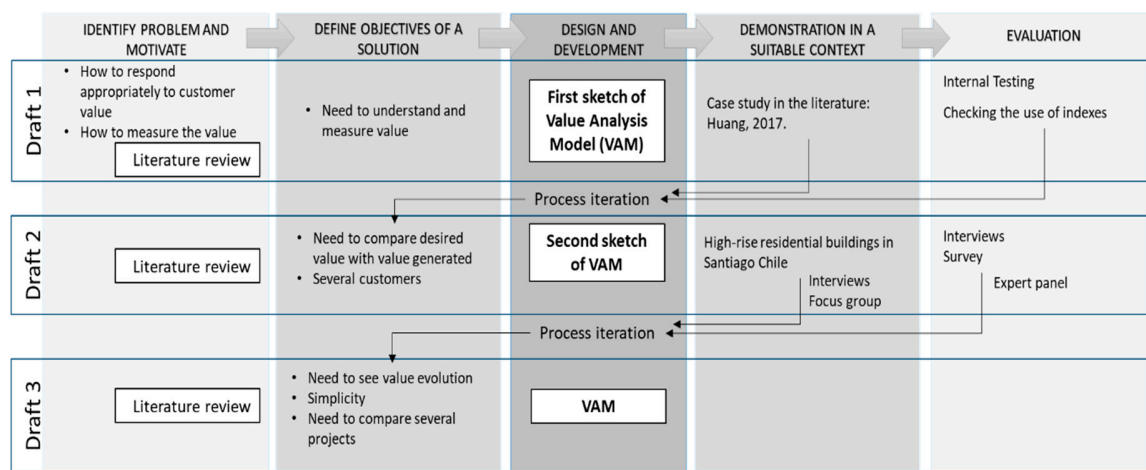 IDENTIFY PROBLEM AND
MOTIVATE
DEFINE OBJECTIVES OF A
SOLUTION
DESIGN AND
DEVELOPMENT
DEMONSTRATION IN A
SUITABLE CONTEXT
EVALUATION
Draft 1
• How to respond
appropriately to customer
value
• How to measure the value
Literature review
• Need to understand and
measure value
First sketch of
Value Analysis
Model (VAM)
Case study in the literature:
Huang, 2017.
Internal Testing
Checking the use of indexes
Process iteration
Draft 2
Literature review
• Need to compare desired
value with value generated
• Several customers
Second sketch
of VAM
High-rise residential buildings in
Santiago Chile
Interviews
Focus group
Interviews
Survey
Expert panel
Process iteration
Draft 3
Literature review
• Need to see value evolution
• Simplicity
• Need to compare several
projects
VAM